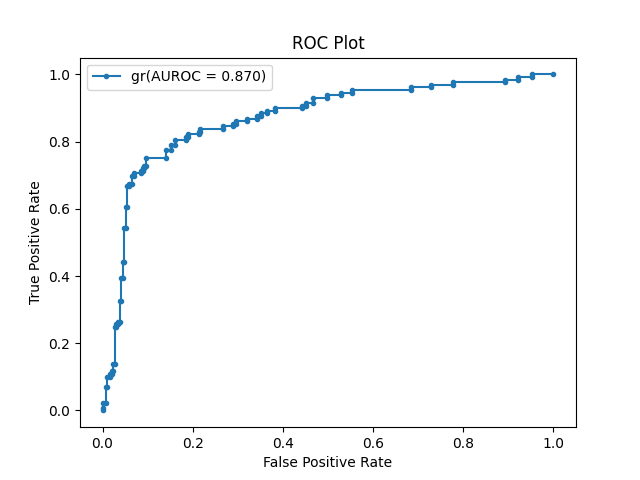 ROC Plot
gr(AUROC = 0.870)
True Positive Rate
1.0
0.8
0.6
0.4
0.2
0.0
0.0 0.2 0.4 0.6 0.8 1.0
False Positive Rate